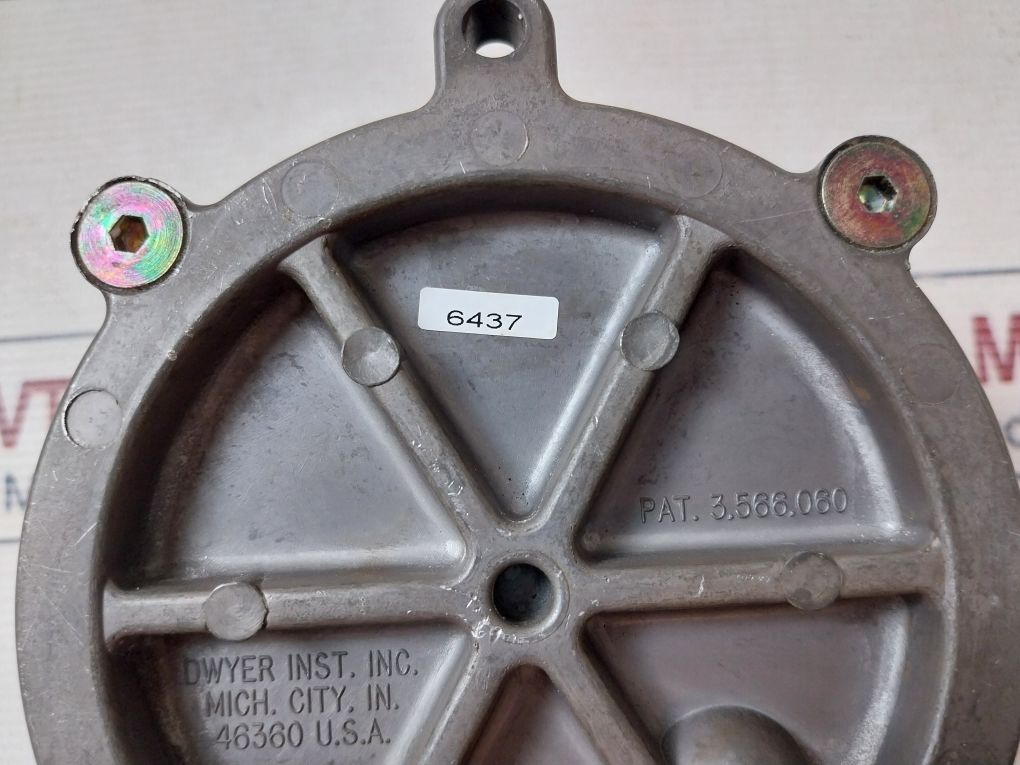 6437
PAT. 3,566,060
DWYER INST. INC.
MICH. CITY, IN.
46360 U.S.A.